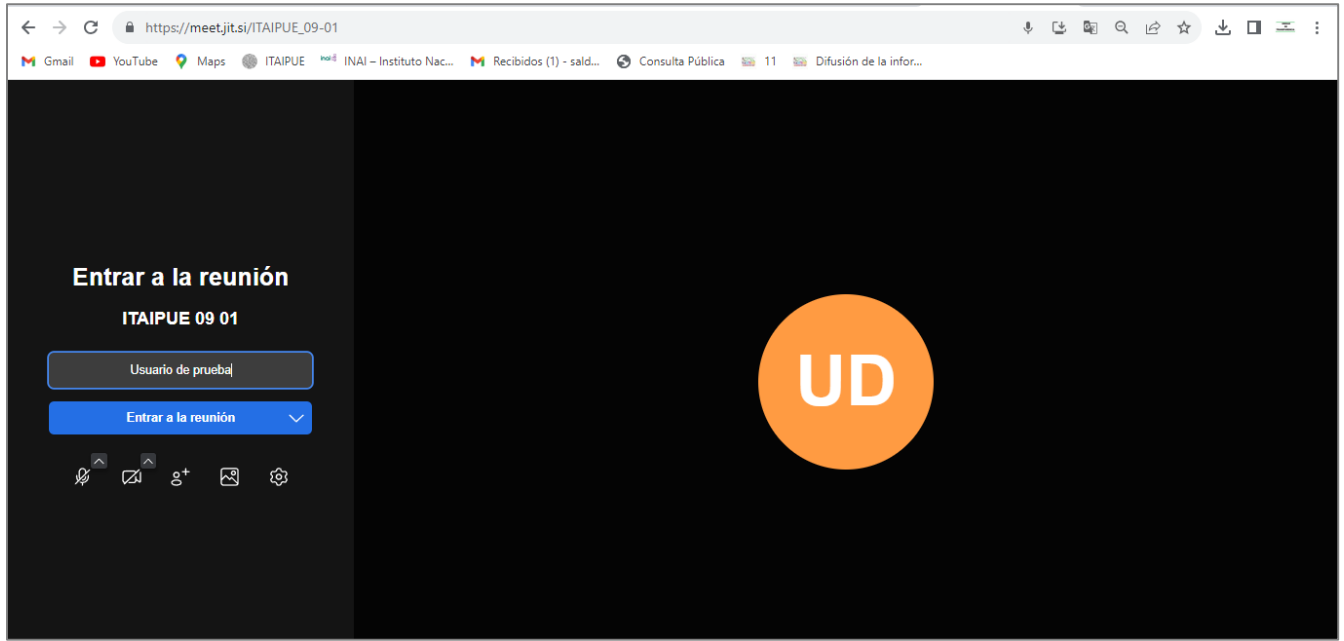 https://meet.jit.si/ITAIPUE_09-01
Gmail YouTube Maps ITAIPUE INAI – Instituto Nac... Recibidos (1) - sald... Consulta Pública 11 Difusión de la infor...
Entrar a la reunión
ITAIPUE 09 01
Usuario de prueba
Entrar a la reunión
UD